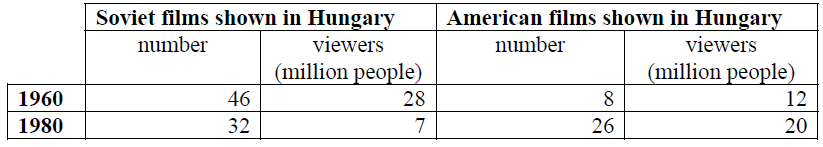 Soviet films shown in Hungary American films shown in Hungary
number viewers (million people) number viewers (million people)
1960 46 28 8 12
1980 32 7 26 20